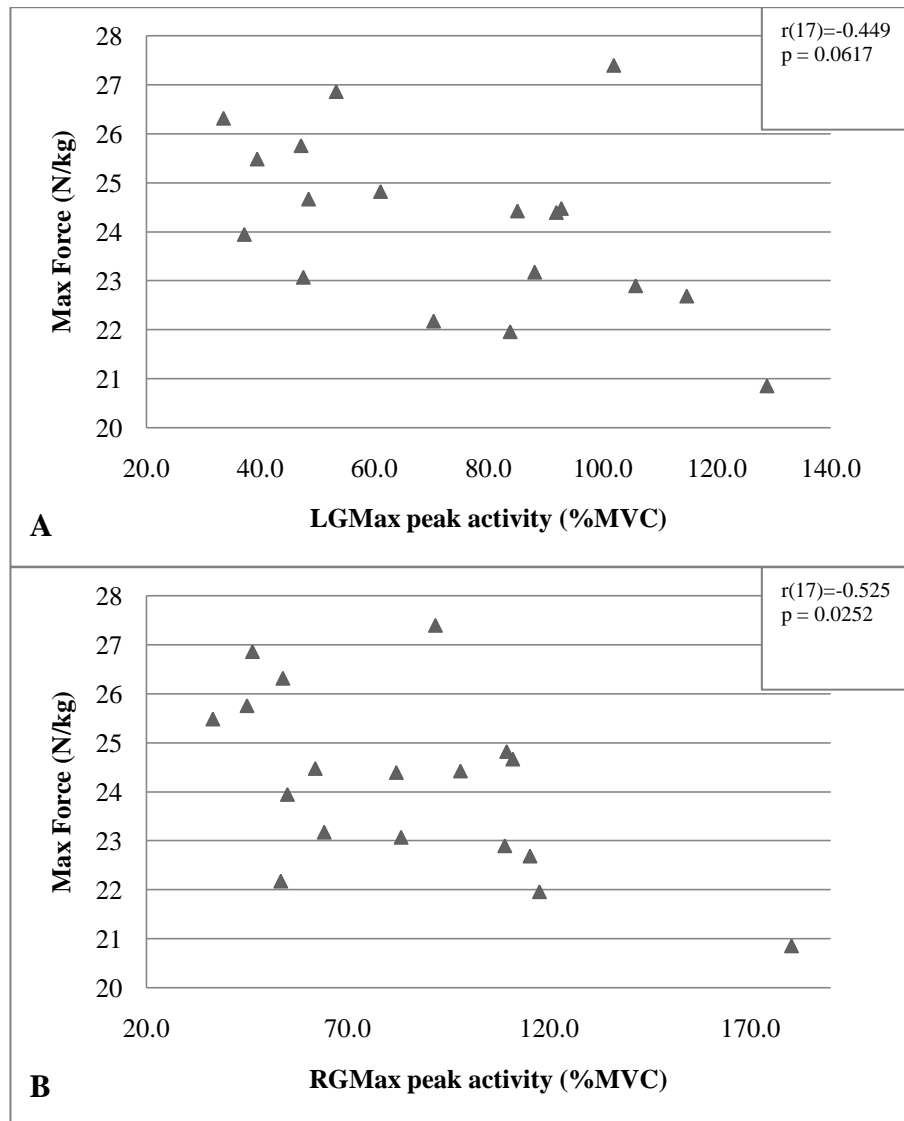 r(17)=-0.449
p = 0.0617
28
27
26
25
24
23
22
21
20
Max Force (N/kg)
20.0 40.0 60.0 80.0 100.0 120.0 140.0
LGMax peak activity (%MVC)
A
r(17)=-0.525
p = 0.0252
28
27
26
25
24
23
22
21
20
Max Force (N/kg)
20.0 70.0 120.0 170.0
RGMax peak activity (%MVC)
B